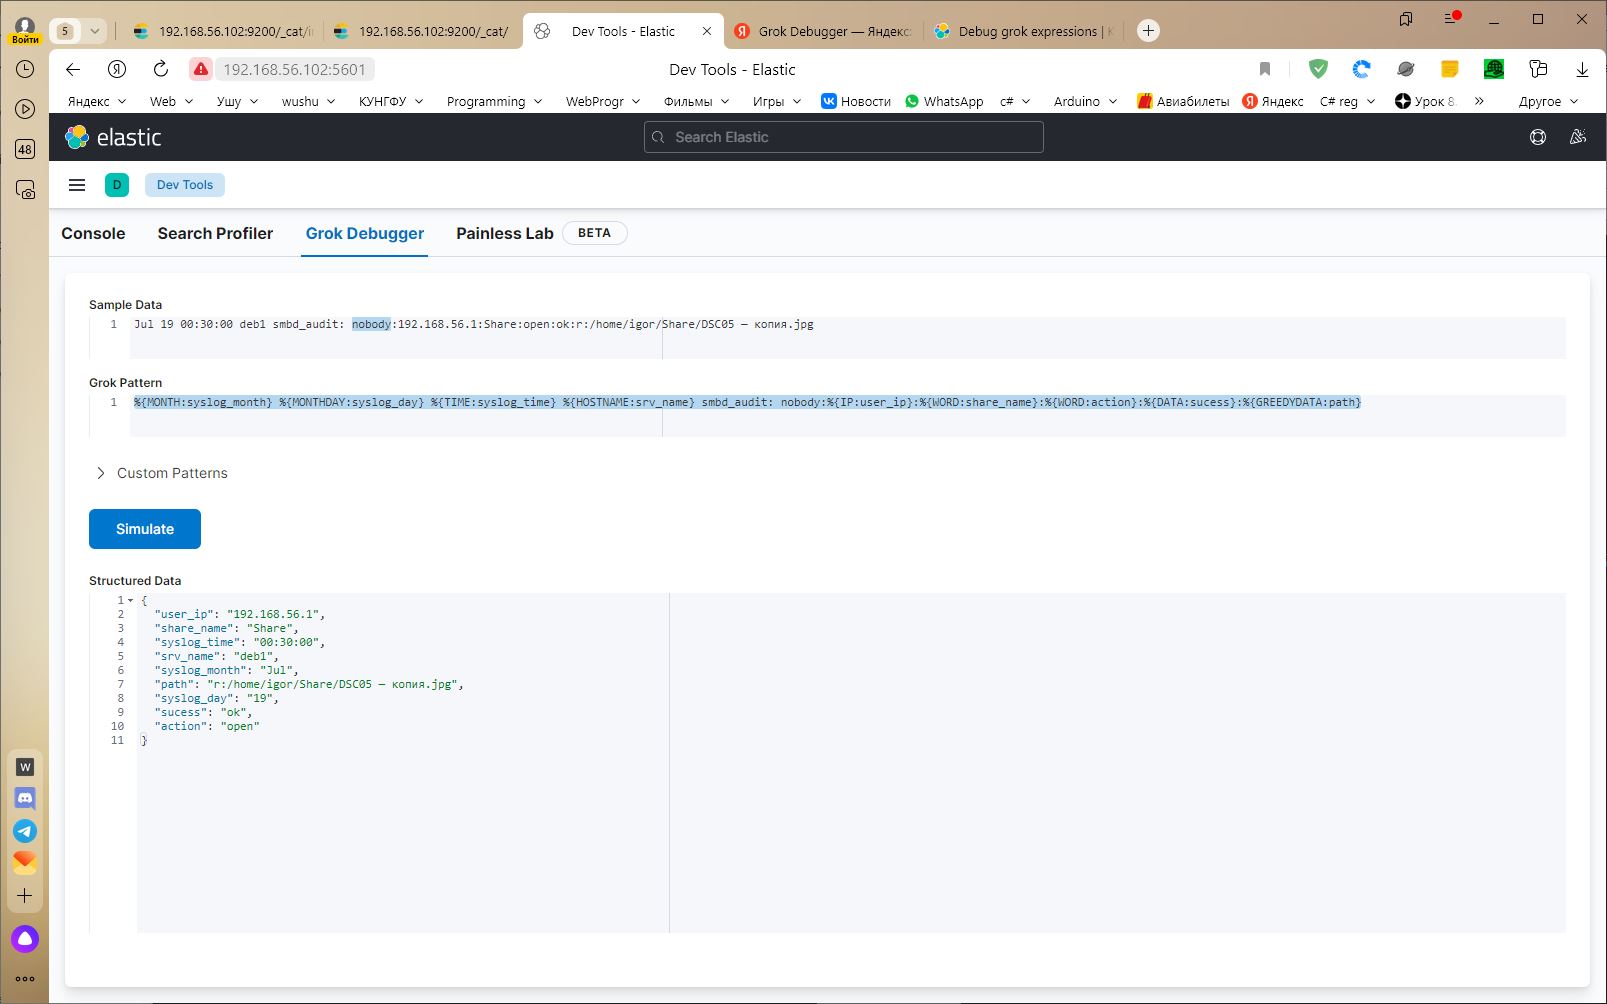 Войти
5
192.168.56.102:9200/_cat/i
192.168.56.102:9200/_cat/
Dev Tools - Elastic
Grok Debugger — Яндекс:
Debug grok expressions |
192.168.56.102:5601
Dev Tools - Elastic
Яндекс
Web
Ушу
wushu
КУНГФУ
Programming
WebProgr
Фильмы
Игры
Новости
WhatsApp
c#
Arduino
Авиабилеты
Яндекс
C# reg
Урок 8.
Другое
48
elastic
Search Elastic
D
Dev Tools
Console
Search Profiler
Grok Debugger
Painless Lab
BETA
Sample Data
1 Jul 19 00:30:00 deb1 smbd_audit: nobody:192.168.56.1:Share:open:ok:r:/home/igor/Share/DSC05 — копия.jpg
Grok Pattern
1 %{MONTH:syslog_month} %{MONTHDAY:syslog_day} %{TIME:syslog_time} %{HOSTNAME:srv_name} smbd_audit: nobody:%{IP:user_ip}:%{WORD:share_name}:%{WORD:action}:%{DATA:sucess}:%{GREEDYDATA:path}
Custom Patterns
Simulate
Structured Data
1 {
2 "user_ip": "192.168.56.1",
3 "share_name": "Share",
4 "syslog_time": "00:30:00",
5 "srv_name": "deb1",
6 "syslog_month": "Jul",
7 "path": "r:/home/igor/Share/DSC05 — копия.jpg",
8 "syslog_day": "19",
9 "sucess": "ok",
10 "action": "open"
11 }
W